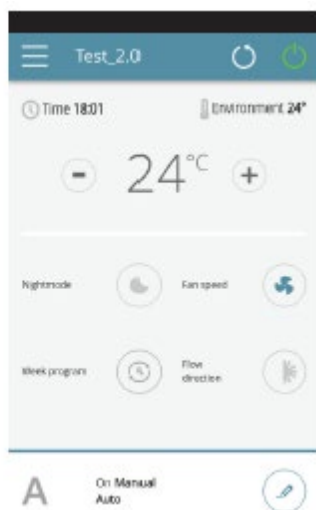 Test_2.0
Time 18:01 Environment 24°
- 24°C +
Nightmode Fan speed
Week program Flow
direction
A On Manual
Auto